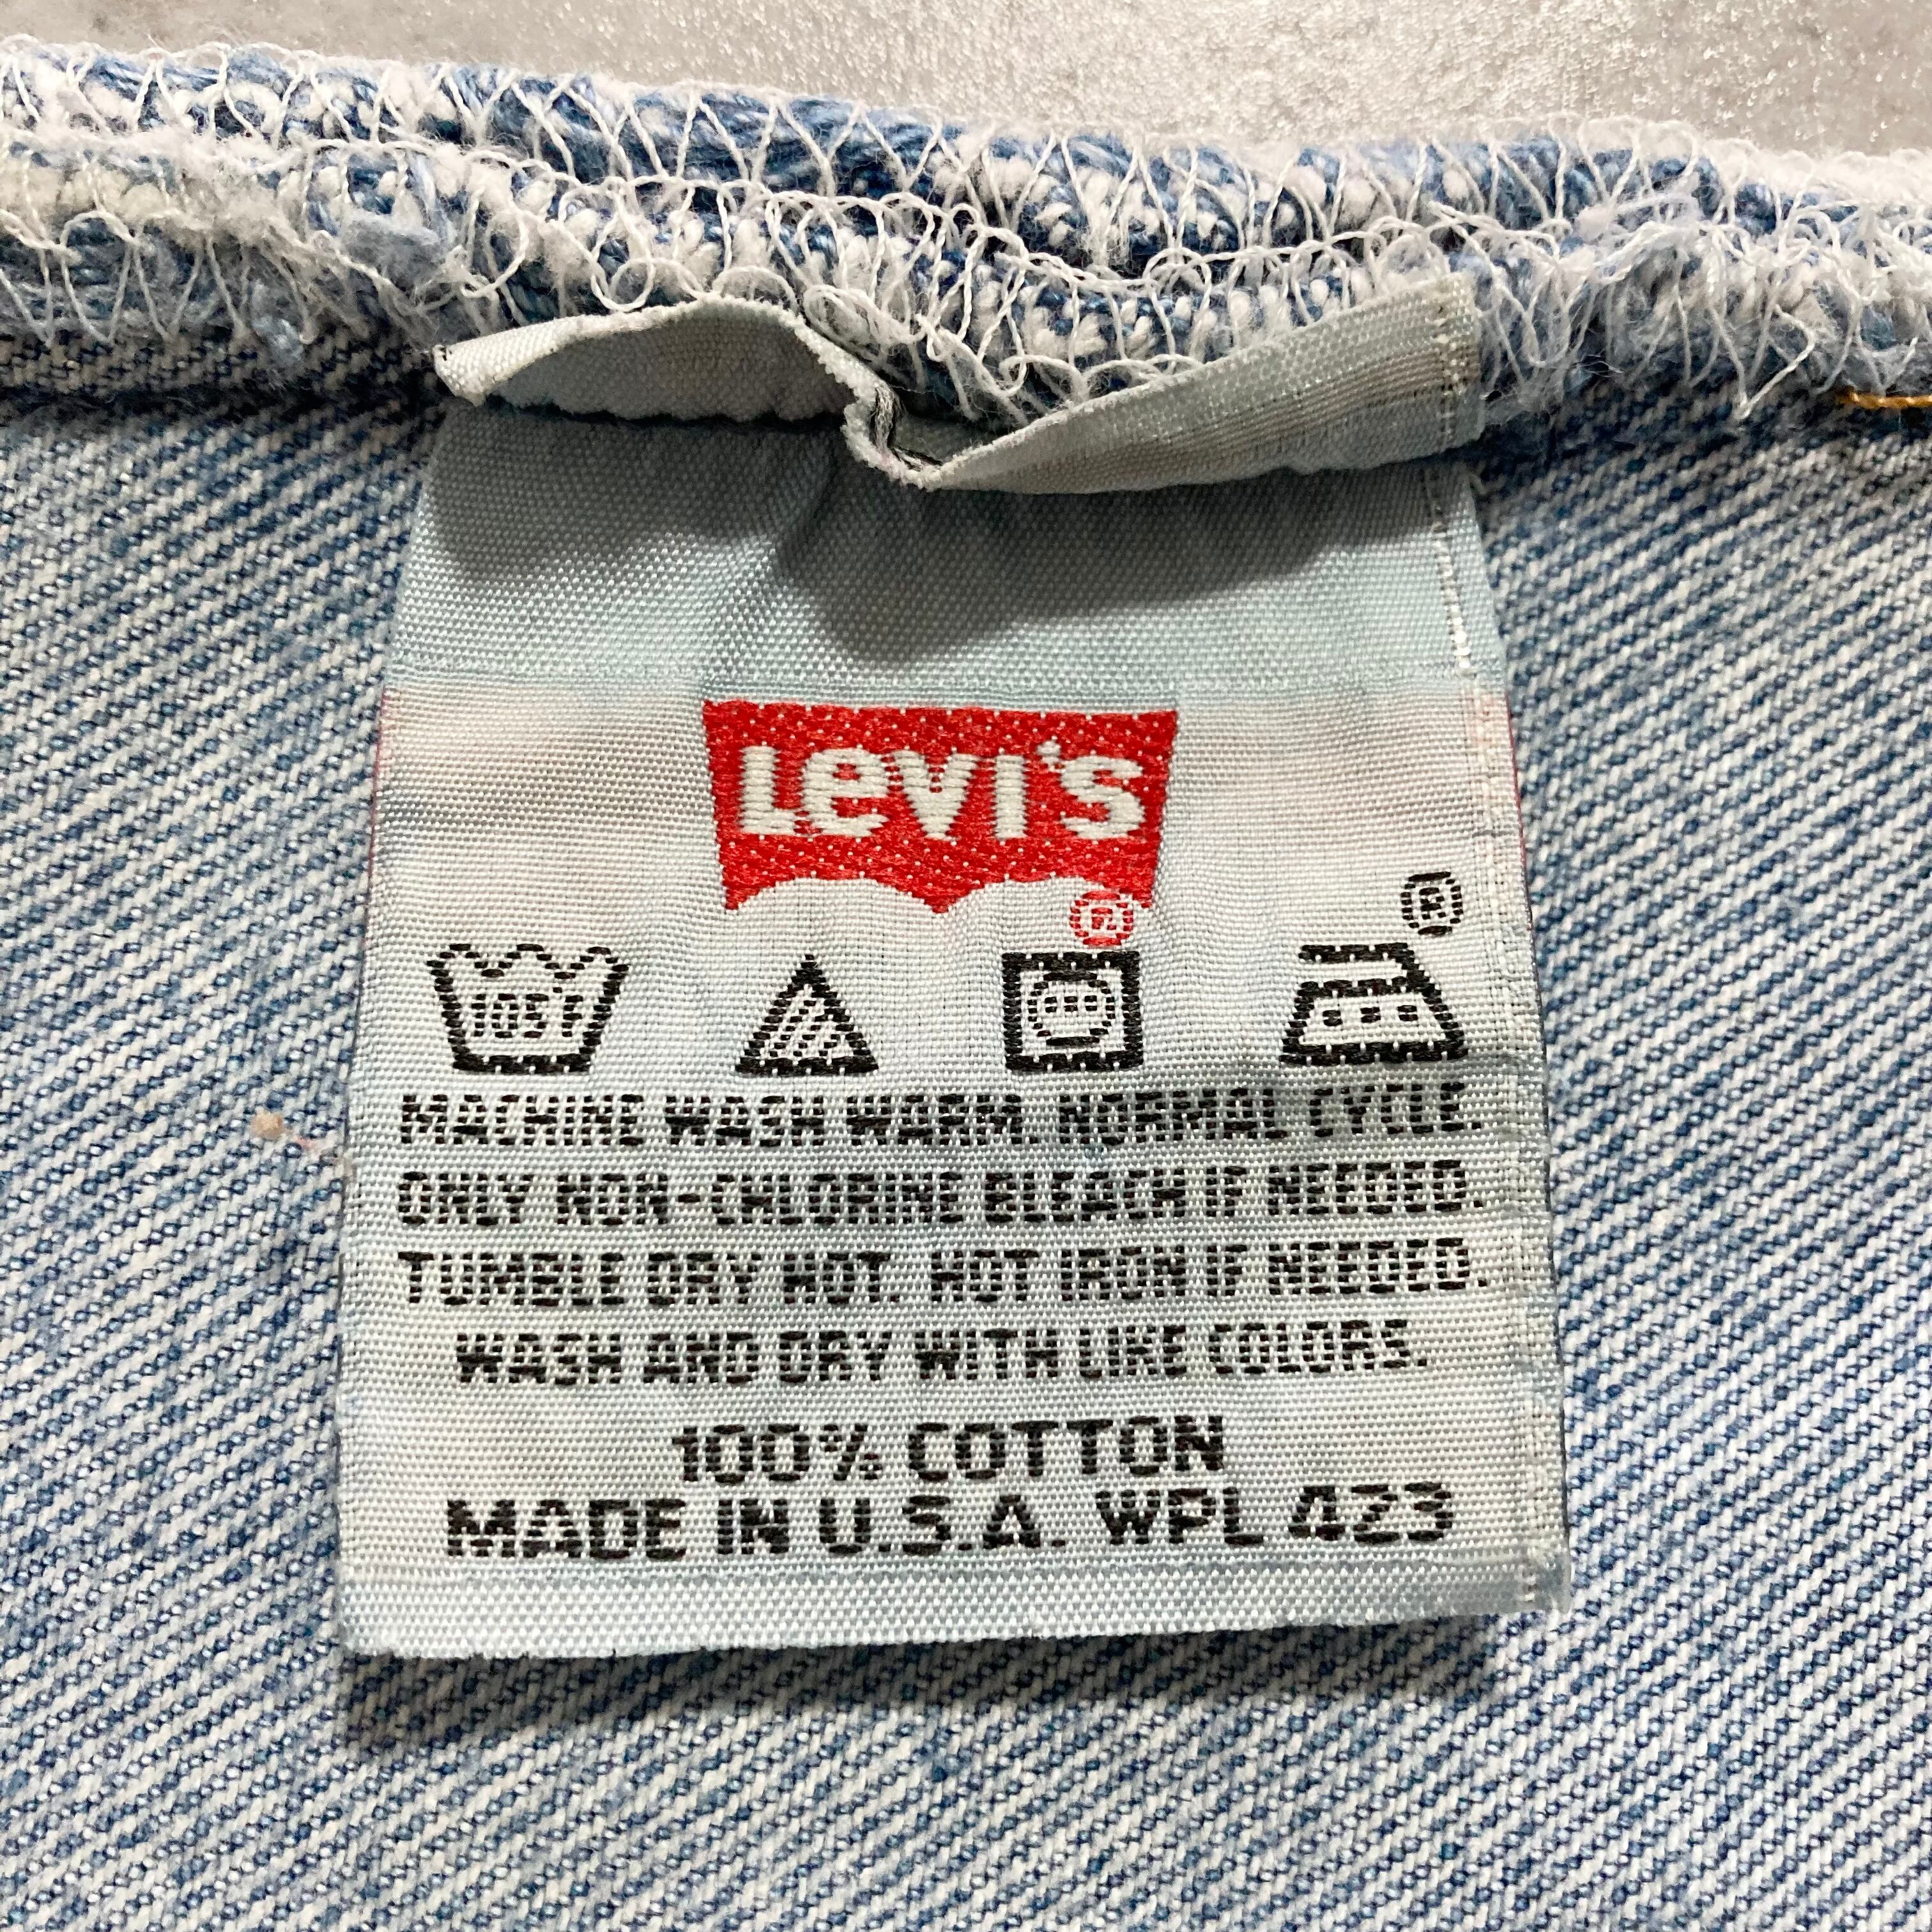 Levi's
®
®
105°F
MACHINE WASH WARM. NORMAL CYCLE.
ONLY NON-CHLORINE BLEACH IF NEEDED.
TUMBLE DRY HOT. HOT IRON IF NEEDED.
WASH AND DRY WITH LIKE COLORS.
100% COTTON
MADE IN U.S.A. WPL 423